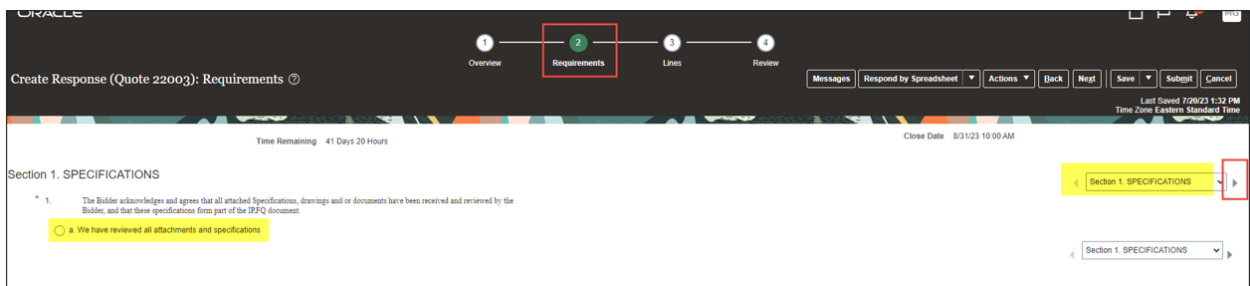 ORACLE
MG
1 2 3 4
Overview Requirements Lines Review
Create Response (Quote 22003): Requirements ?
Messages Respond by Spreadsheet Actions Back Next Save Submit Cancel
Last Saved 7/20/23 1:32 PM
Time Zone Eastern Standard Time
Time Remaining 41 Days 20 Hours
Close Date 8/31/23 10:00 AM
Section 1. SPECIFICATIONS
Section 1. SPECIFICATIONS
* 1. The Bidder acknowledges and agrees that all attached Specifications, drawings and/or documents have been received and reviewed by the
Bidder, and that these specifications form part of the IRFQ document.
a. We have reviewed all attachments and specifications
Section 1. SPECIFICATIONS